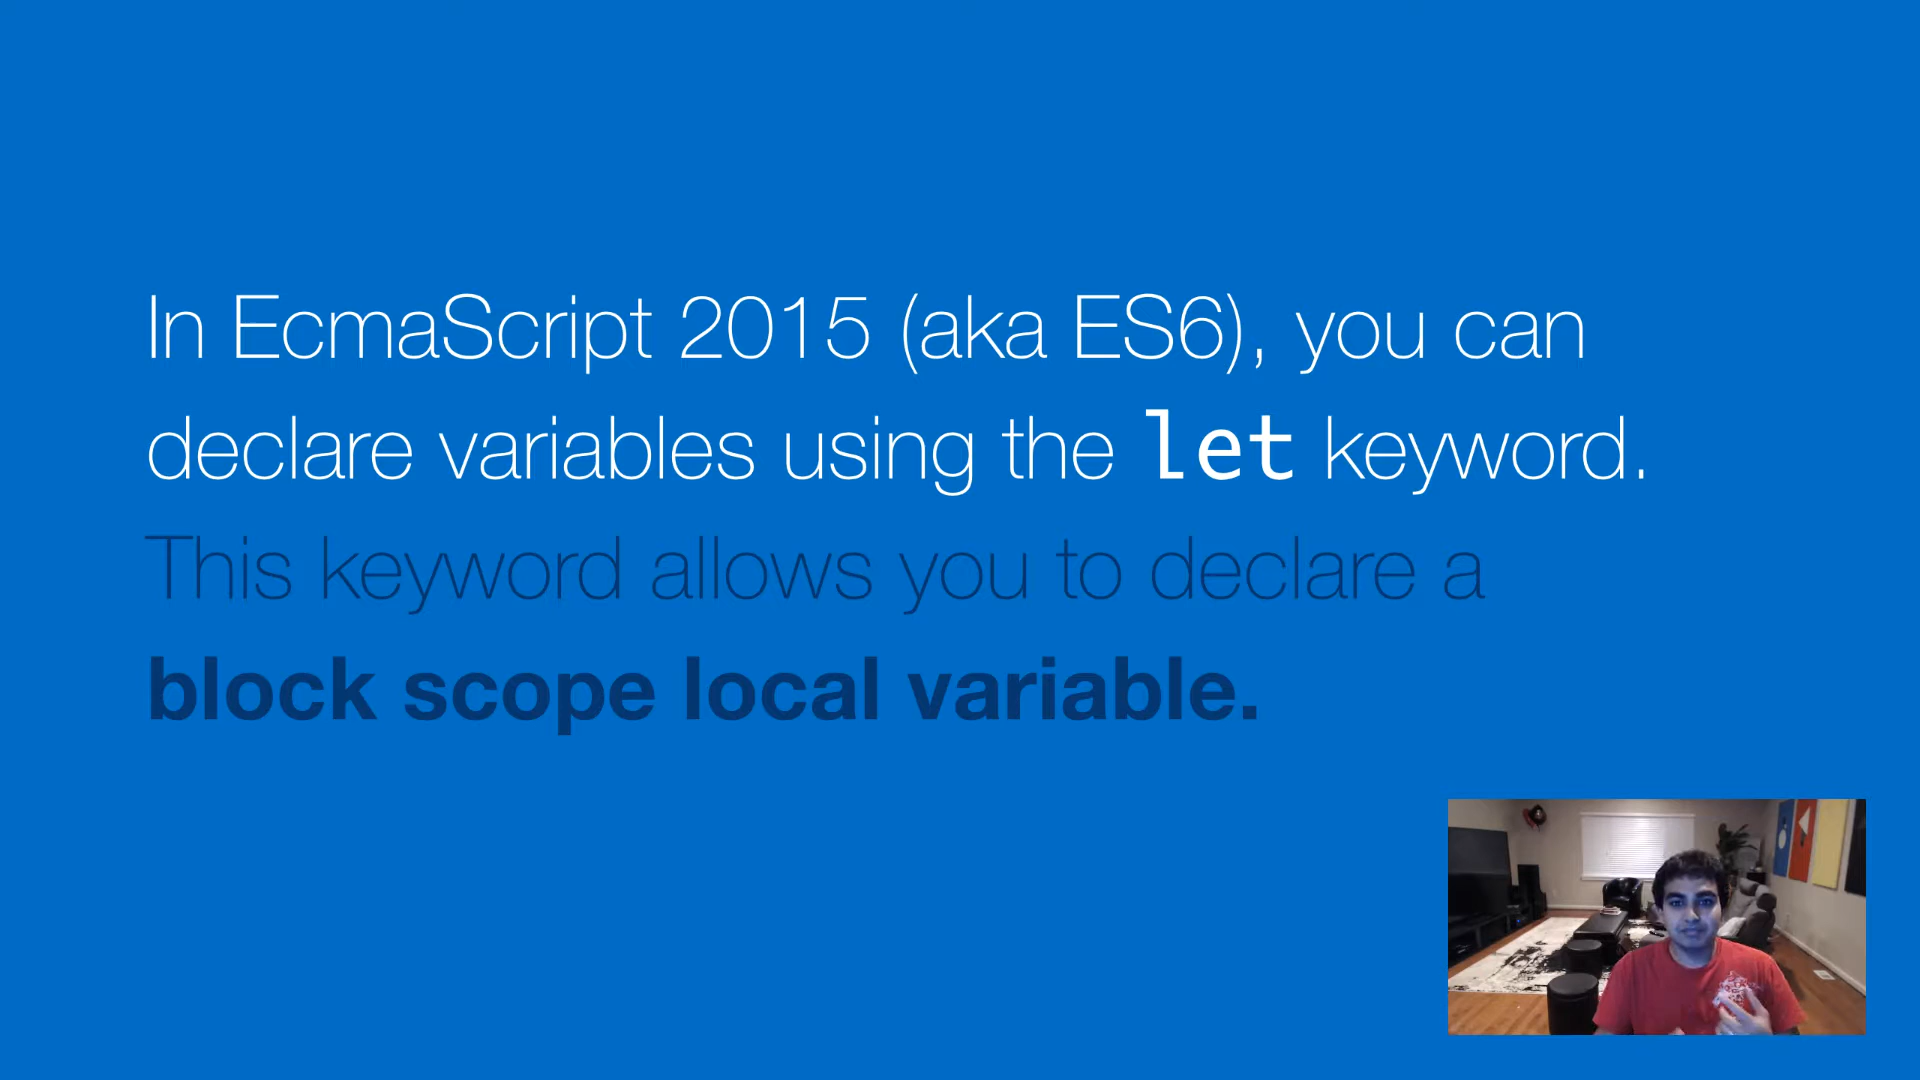 In EcmaScript 2015 (aka ES6), you can
declare variables using the let keyword.
This keyword allows you to declare a
block scope local variable.